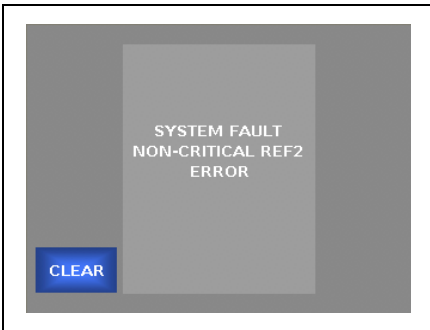 SYSTEM FAULT
NON-CRITICAL REF2
ERROR
CLEAR